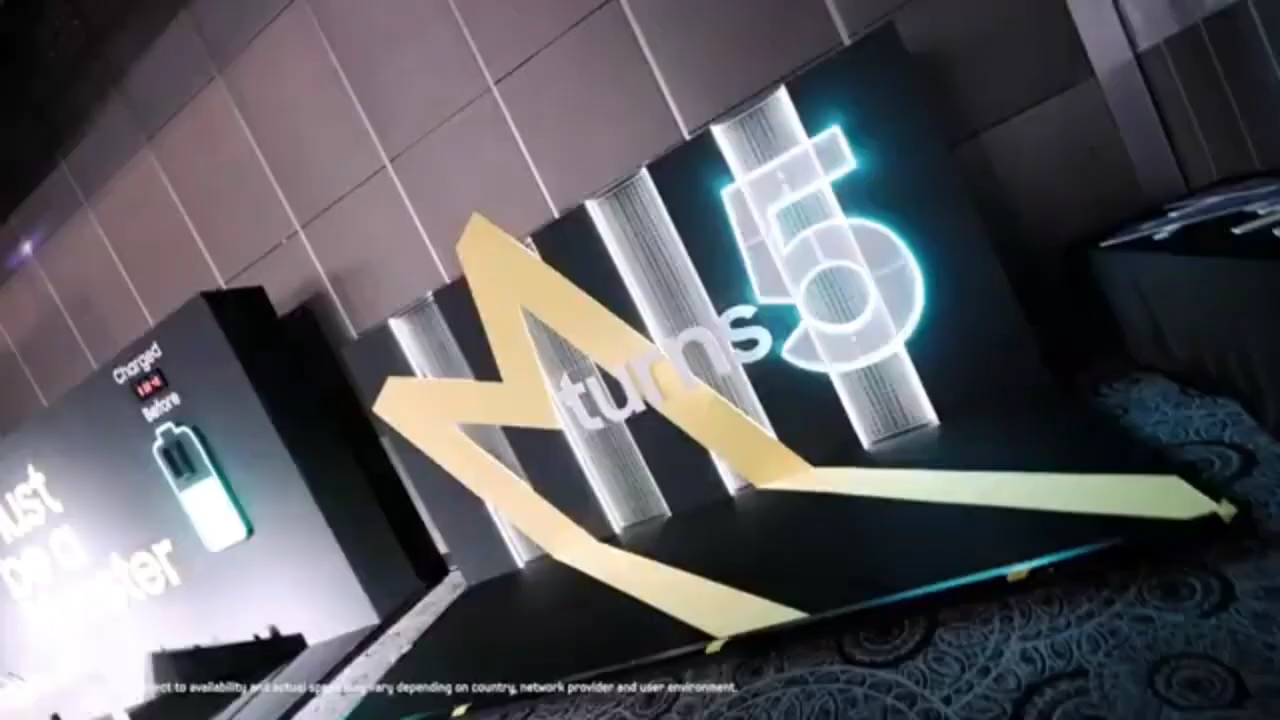 turns
5
Charged
Before
ust
be a
ect to availability and actual speed may vary depending on country, network provider and user environment.